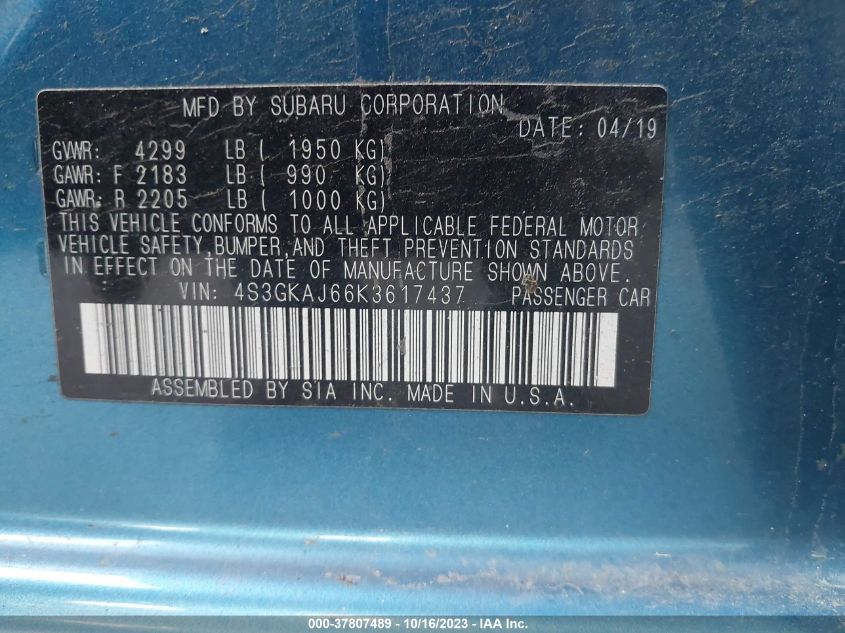 MFD BY SUBARU CORPORATION
DATE: 04/19
GVWR: 4299 LB ( 1950 KG)
GAWR: F 2183 LB ( 990 KG)
GAWR: R 2205 LB ( 1000 KG)
THIS VEHICLE CONFORMS TO ALL APPLICABLE FEDERAL MOTOR
VEHICLE SAFETY,BUMPER,AND THEFT PREVENTION STANDARDS
IN EFFECT ON THE DATE OF MANUFACTURE SHOWN ABOVE.
VIN: 4S3GKAJ66K3617437 PASSENGER CAR
ASSEMBLED BY SIA INC. MADE IN U.S.A.
000-37807489 - 10/16/2023 - IAA Inc.